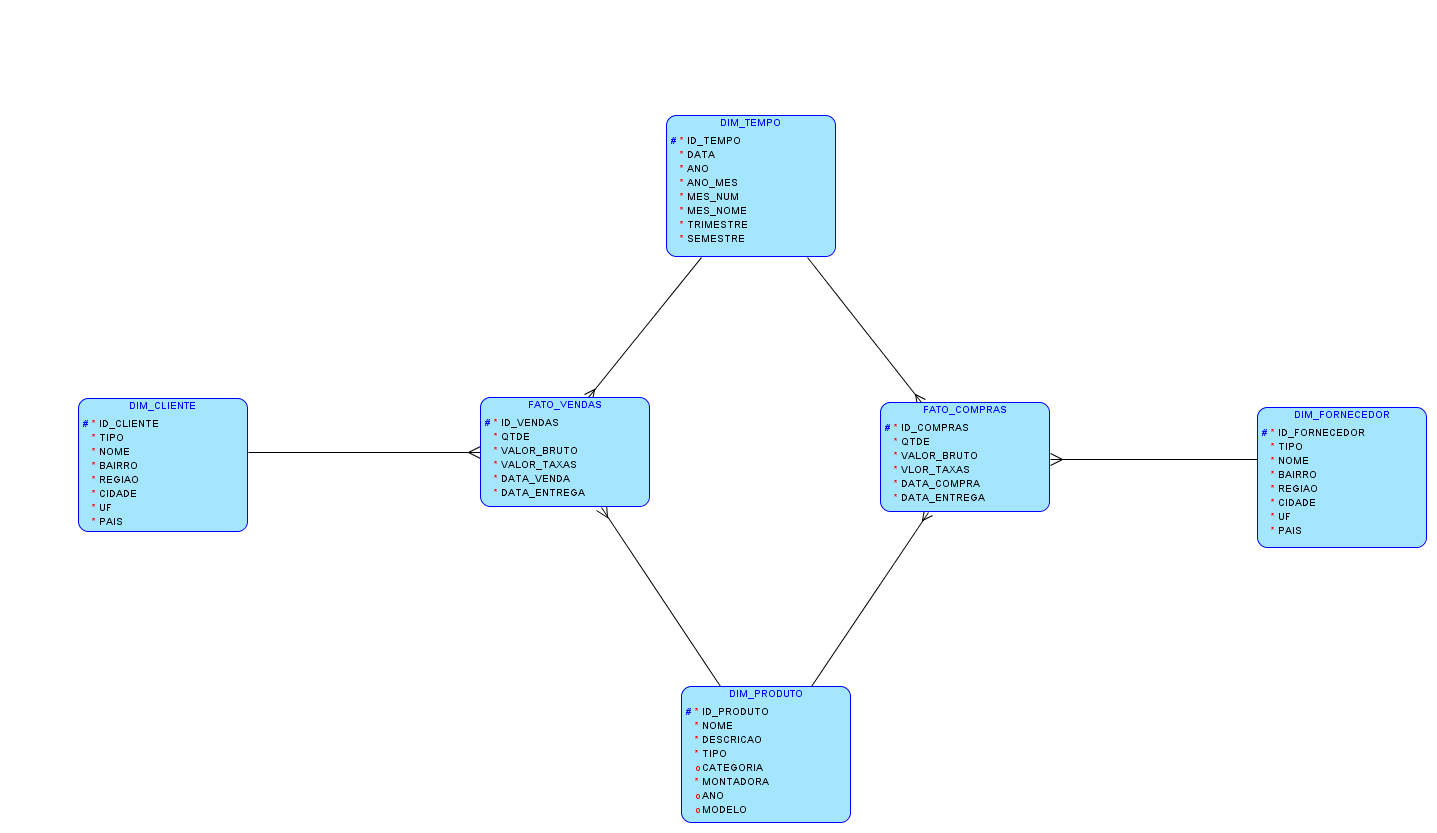 DIM_TEMPO
# * ID_TEMPO
* DATA
* ANO
* ANO_MES
* MES_NUM
* MES_NOME
* TRIMESTRE
* SEMESTRE
DIM_CLIENTE
# * ID_CLIENTE
* TIPO
* NOME
* BAIRRO
* REGIAO
* CIDADE
* UF
* PAIS
FATO_VENDAS
# * ID_VENDAS
* QTDE
* VALOR_BRUTO
* VALOR_TAXAS
* DATA_VENDA
* DATA_ENTREGA
FATO_COMPRAS
# * ID_COMPRAS
* QTDE
* VALOR_BRUTO
* VLOR_TAXAS
* DATA_COMPRA
* DATA_ENTREGA
DIM_FORNECEDOR
# * ID_FORNECEDOR
* TIPO
* NOME
* BAIRRO
* REGIAO
* CIDADE
* UF
* PAIS
DIM_PRODUTO
# * ID_PRODUTO
* NOME
* DESCRICAO
* TIPO
o CATEGORIA
* MONTADORA
o ANO
o MODELO